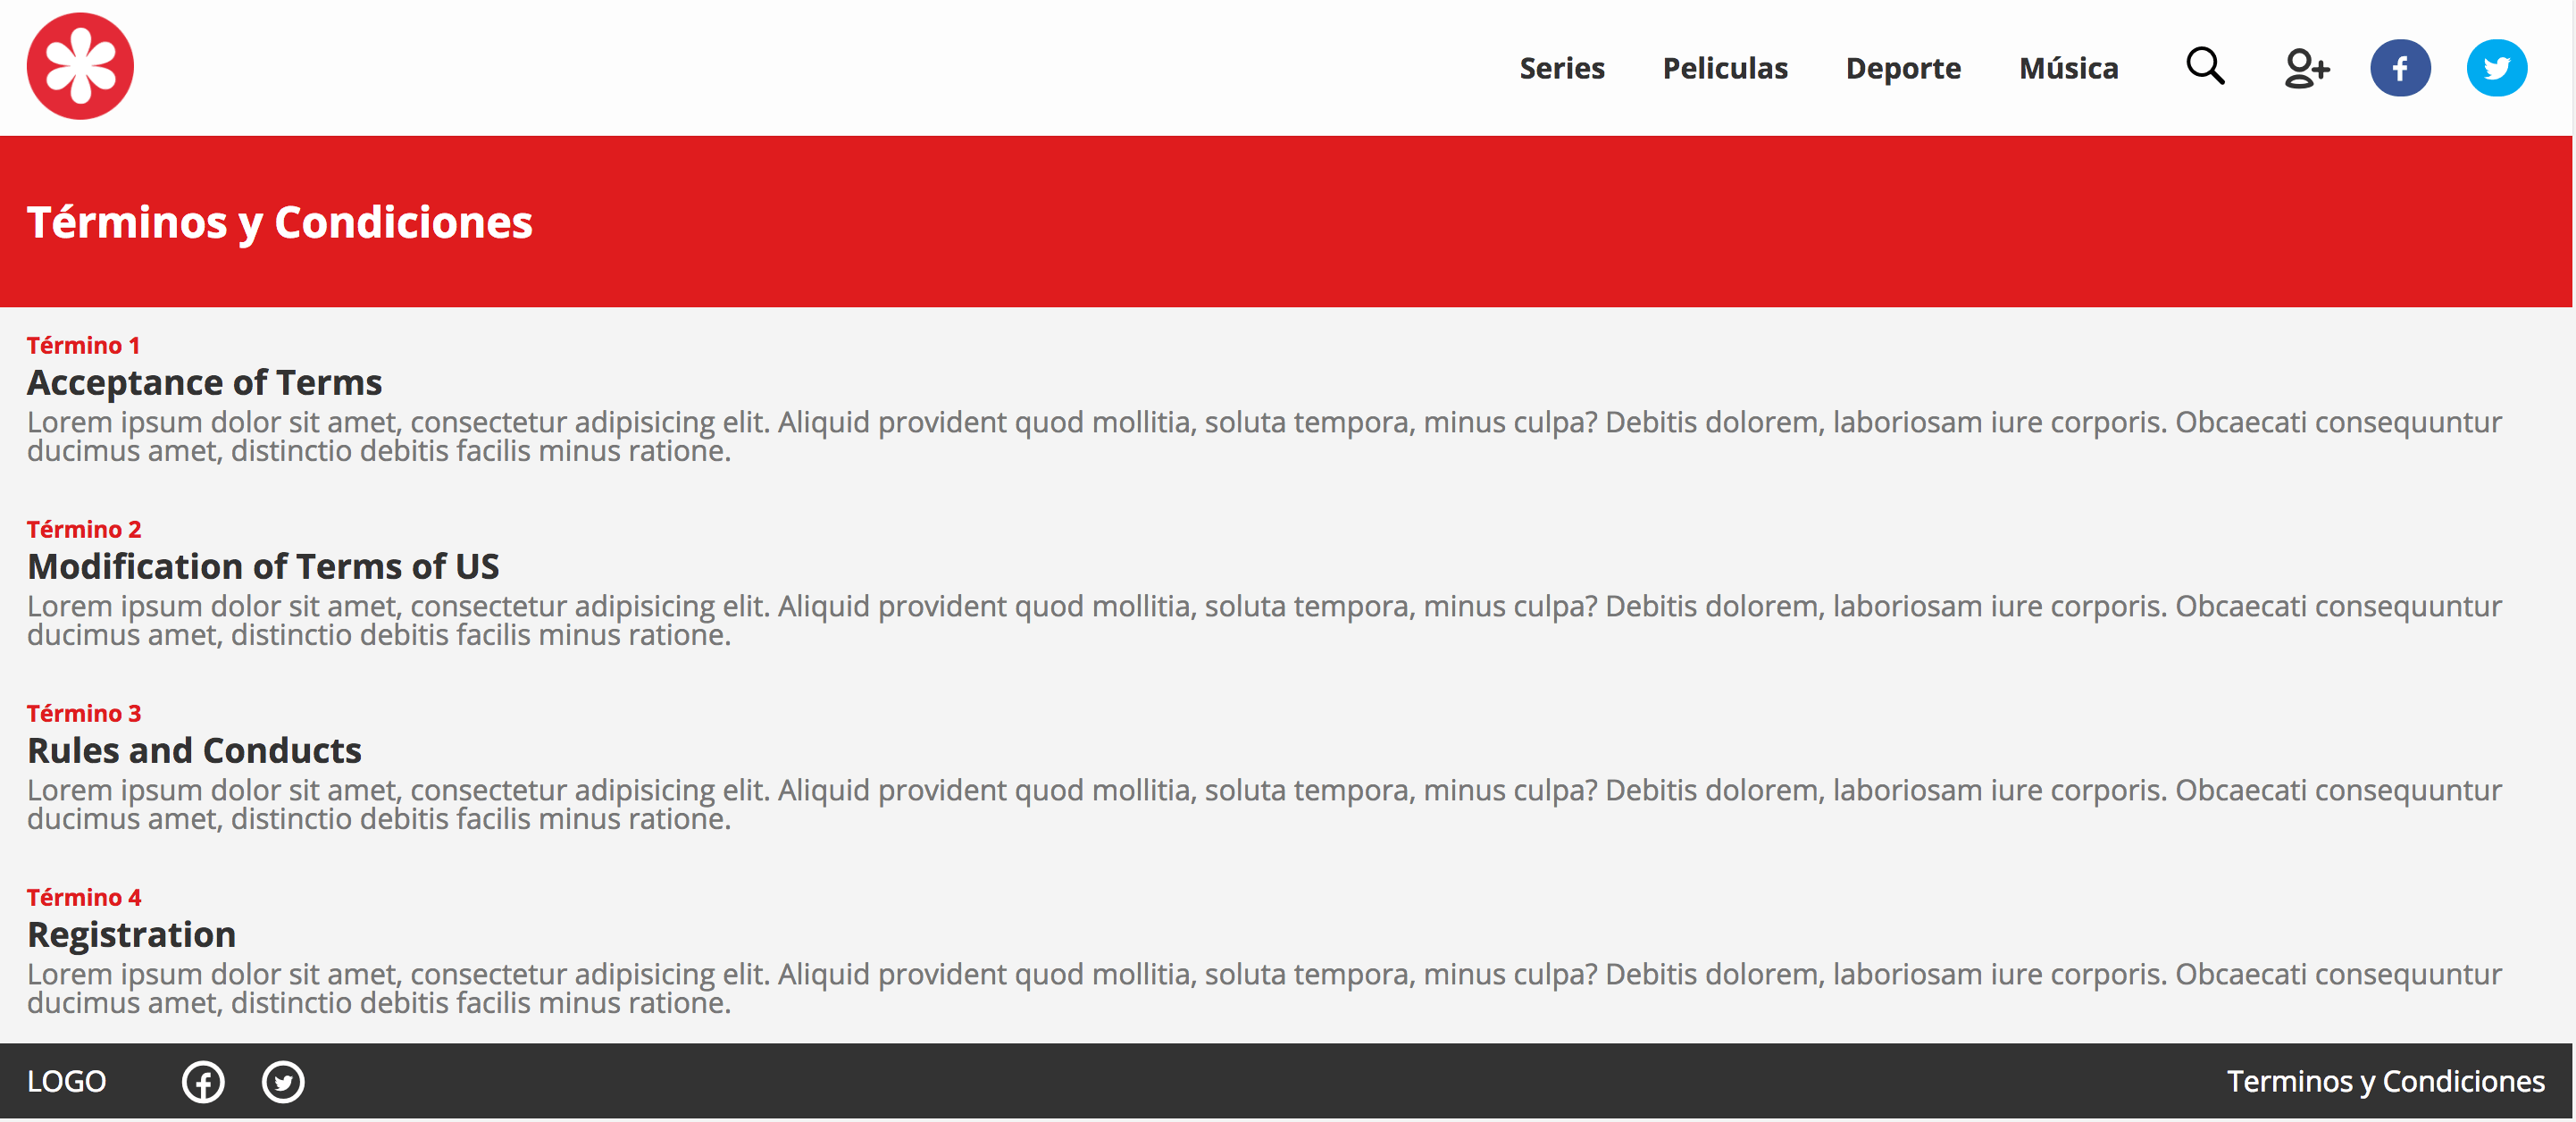 Series Peliculas Deporte Música
Términos y Condiciones
Término 1
Acceptance of Terms
Lorem ipsum dolor sit amet, consectetur adipisicing elit. Aliquid provident quod mollitia, soluta tempora, minus culpa? Debitis dolorem, laboriosam iure corporis. Obcaecati consequuntur
ducimus amet, distinctio debitis facilis minus ratione.
Término 2
Modification of Terms of US
Lorem ipsum dolor sit amet, consectetur adipisicing elit. Aliquid provident quod mollitia, soluta tempora, minus culpa? Debitis dolorem, laboriosam iure corporis. Obcaecati consequuntur
ducimus amet, distinctio debitis facilis minus ratione.
Término 3
Rules and Conducts
Lorem ipsum dolor sit amet, consectetur adipisicing elit. Aliquid provident quod mollitia, soluta tempora, minus culpa? Debitis dolorem, laboriosam iure corporis. Obcaecati consequuntur
ducimus amet, distinctio debitis facilis minus ratione.
Término 4
Registration
Lorem ipsum dolor sit amet, consectetur adipisicing elit. Aliquid provident quod mollitia, soluta tempora, minus culpa? Debitis dolorem, laboriosam iure corporis. Obcaecati consequuntur
ducimus amet, distinctio debitis facilis minus ratione.
LOGO Terminos y Condiciones